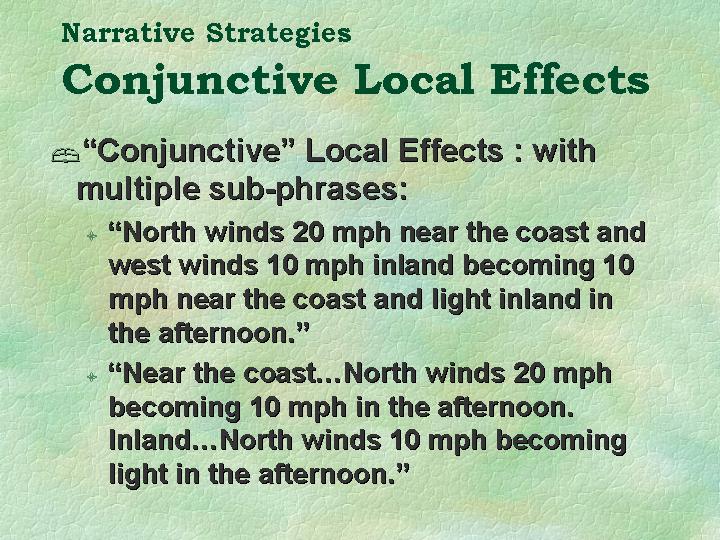 Narrative Strategies
Conjunctive Local Effects
“Conjunctive” Local Effects : with
multiple sub-phrases:
“North winds 20 mph near the coast and
west winds 10 mph inland becoming 10
mph near the coast and light inland in
the afternoon.”
“Near the coast…North winds 20 mph
becoming 10 mph in the afternoon.
Inland…North winds 10 mph becoming
light in the afternoon.”